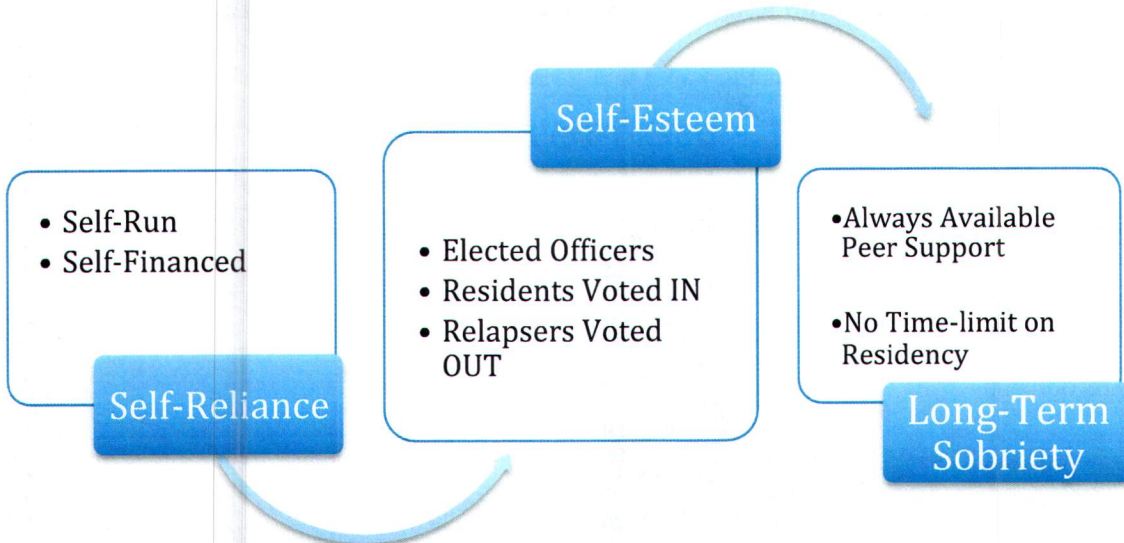 • Self-Run
• Self-Financed
Self-Reliance
Self-Esteem
• Elected Officers
• Residents Voted IN
• Relapsers Voted
OUT
•Always Available
Peer Support
•No Time-limit on
Residency
Long-Term
Sobriety